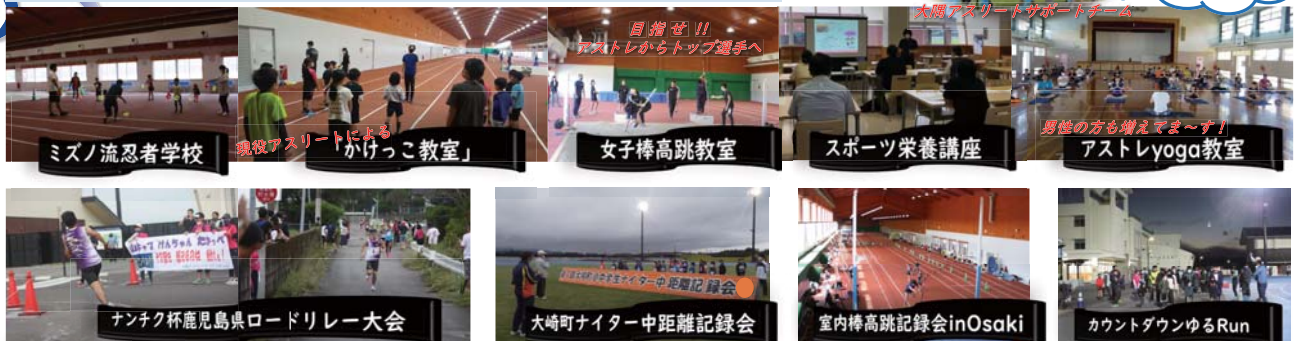 大隅アスリートサポートチーム
目指せ!!
アストレからトップ選手へ
現役アスリートによる
男性の方も増えてま～す!
ミズノ流忍者学校
「かけっこ教室」
女子棒高跳教室
スポーツ栄養講座
アストレyoga教室
ナンチク杯鹿児島県ロードリレー大会
大崎町ナイター中距離記録会
室内棒高跳記録会inOsaki
カウントダウンゆるRun